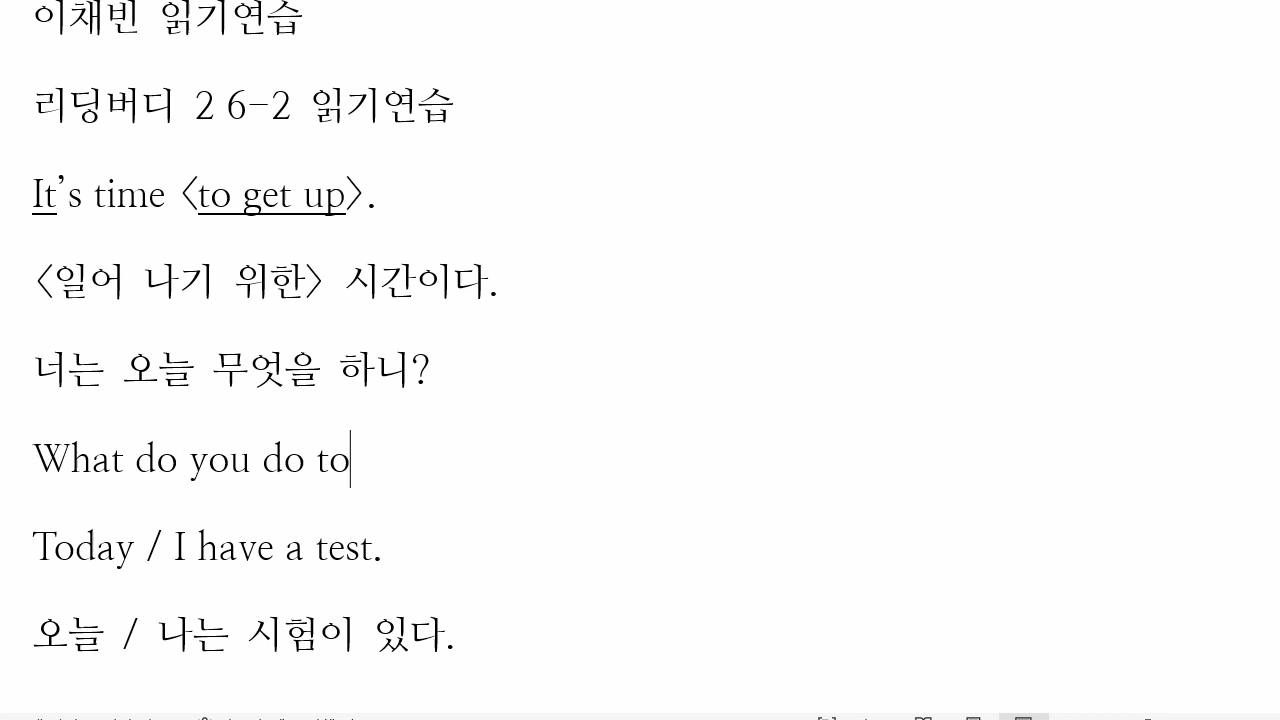 이채빈 읽기연습
리딩버디 2 6-2 읽기연습
It's time <to get up>.
<일어 나기 위한> 시간이다.
너는 오늘 무엇을 하니?
What do you do to
Today / I have a test.
오늘 / 나는 시험이 있다.